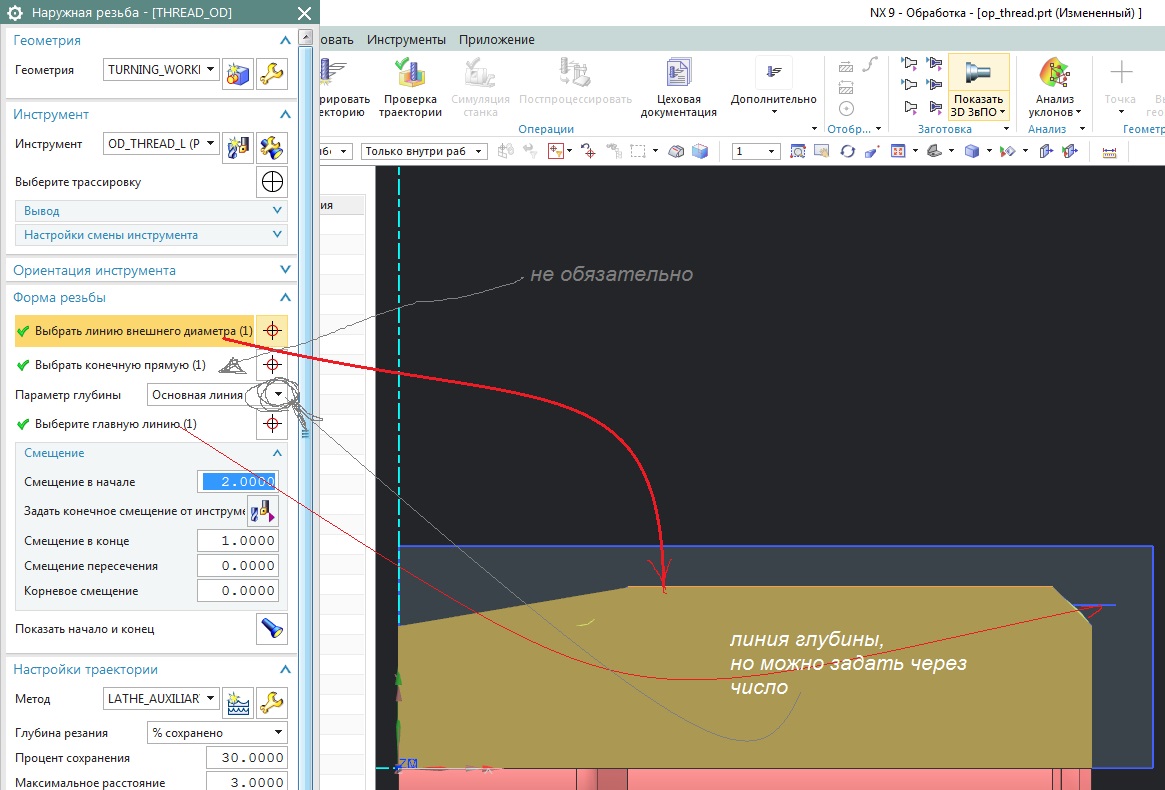 Наружная резьба - [THREAD_OD]
NX 9 - Обработка - [op_thread.prt (Измененный) ]
овать Инструменты Приложение
Геометрия
Геометрия TURNING_WORKI
Инструмент
Инструмент OD_THREAD_L (P
Выберите трассировку
Вывод
Настройки смены инструмента
Ориентация инструмента
Форма резьбы
Выбрать линию внешнего диаметра (1)
Выбрать конечную прямую (1)
Параметр глубины Основная линия
Выберите главную линию (1)
Смещение
Смещение в начале 2.0000
Задать конечное смещение от инструме
Смещение в конце 1.0000
Смещение пересечения 0.0000
Корневое смещение 0.0000
Показать начало и конец
Настройки траектории
Метод LATHE_AUXILIAR
Глубина резания % сохранено
Процент сохранения 30.0000
Максимальное расстояние 3.0000
рировать
екторию
Проверка
траектории
Симуляция
станка
Постпроцессировать
Цеховая
документация
Дополнительно
Операции
Отобр...
Показать
3D ЗвПО
Заготовка
Анализ
уклонов
Анализ
Точка
Вы
гео
Геометр
Только внутри раб
1
ия
не обязательно
линия глубины,
но можно задать через
число
ZM